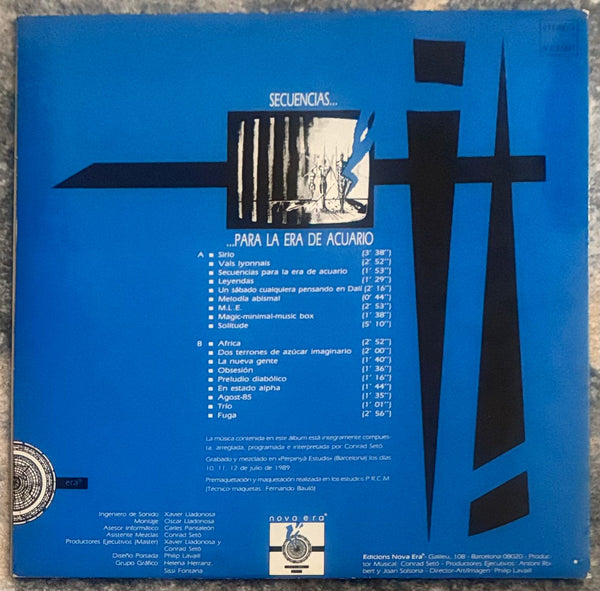 SECUENCIAS...
...PARA LA ERA DE ACUARIO
A ■ Sirio (3' 38'')
■ Vals lyonnais (2' 52'')
■ Secuencias para la era de acuario (1' 53'')
■ Leyendas (1' 29'')
■ Un sábado cualquiera pensando en Dalí (2' 16'')
■ Melodía abismal (0' 44'')
■ M.L.E. (2' 53'')
■ Magic-minimal-music box (1' 38'')
■ Solitude (5' 10'')
B ■ Africa (2' 52'')
■ Dos terrones de azúcar imaginario (2' 00'')
■ La nueva gente (1' 40'')
■ Obsesión (1' 36'')
■ Preludio diabólico (1' 16'')
■ En estado alpha (1' 44'')
■ Agost-85 (1' 35'')
■ Trío (1' 01'')
■ Fuga (2' 56'')
La música contenida en este álbum está íntegramente compues-
ta, arreglada, programada e interpretada por Conrad Setó.
Grabado y mezclado en «Perpinyà Estudis» (Barcelona) los días
10, 11, 12 de julio de 1989.
Premaquetación y maquetación realizada en los estudios P.R.C.M.
(Técnico maquetas: Fernando Bauló)
era®
Ingeniero de Sonido Xavier Lladonosa
Montaje Oscar Lladonosa
Asesor informático Carles Pantaleón
Asistente Mezclas Conrad Setó
Productores Ejecutivos (Master) Xavier Lladonosa y
Conrad Setó
Diseño Portada Philip Lavaill
Grupo Gráfico Helena Herranz
Sissi Fontana
nova era®
Edicions Nova Era® - Galileu, 108 - Barcelona 08020 - Produc-
tor Musical: Conrad Setó - Productores Ejecutivos: Antoni Ro-
bert y Joan Solsona - Director-Art/Imagen: Philip Lavaill